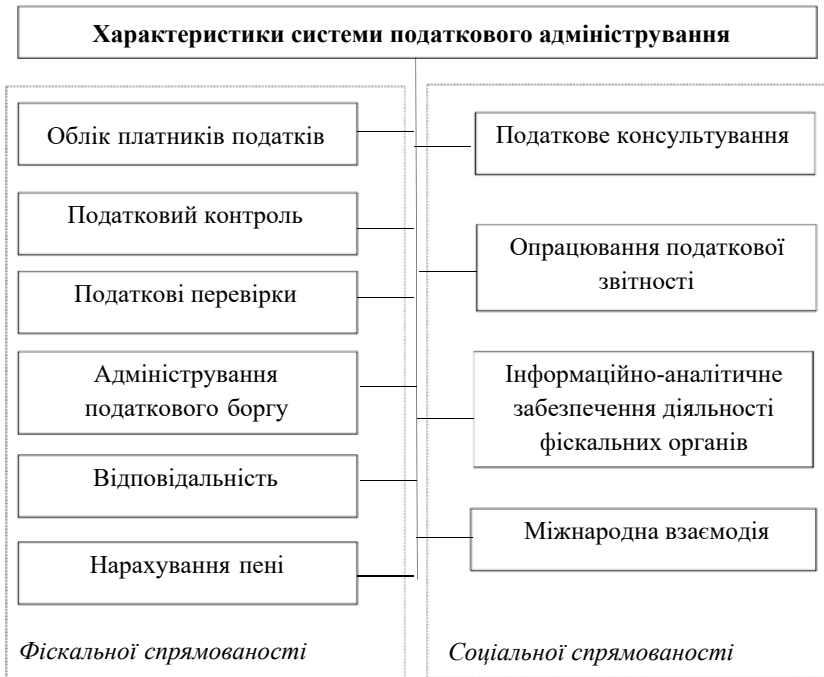 Характеристики системи податкового адміністрування
Облік платників податків
Податковий контроль
Податкові перевірки
Адміністрування
податкового боргу
Відповідальність
Нарахування пені
Фіскальної спрямованості
Податкове консультування
Опрацювання податкової
звітності
Інформаційно-аналітичне
забезпечення діяльності
фіскальних органів
Міжнародна взаємодія
Соціальної спрямованості